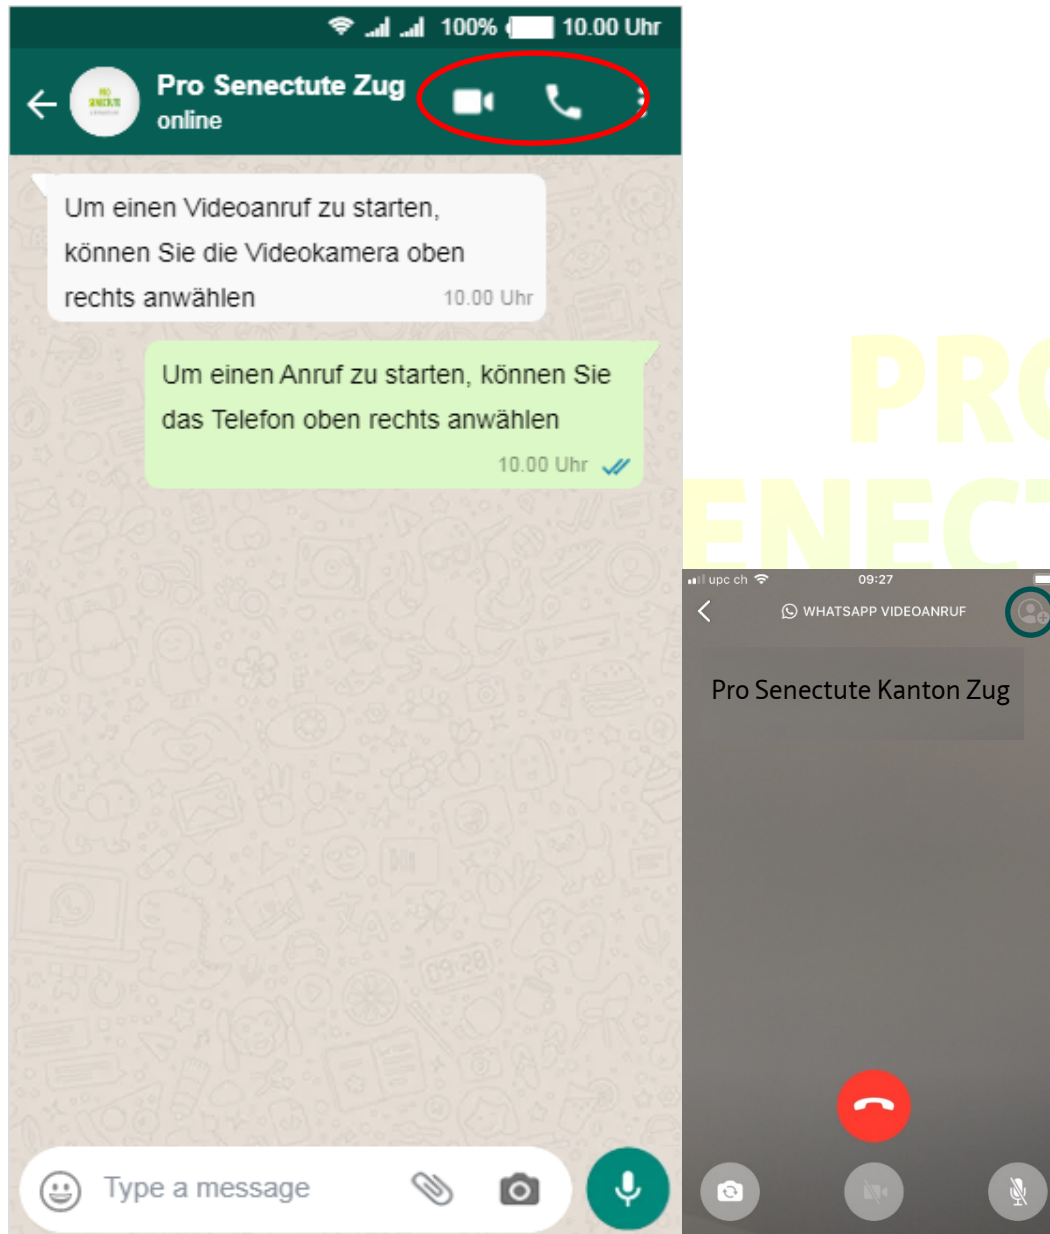 100% 10.00 Uhr
PRO
SENECTUTE
Pro Senectute Zug
online
Um einen Videoanruf zu starten,
können Sie die Videokamera oben
rechts anwählen
10.00 Uhr
Um einen Anruf zu starten, können Sie
das Telefon oben rechts anwählen
10.00 Uhr
Type a message
PRO
ENECT
upc ch 09:27
WHATSAPP VIDEOANRUF
Pro Senectute Kanton Zug